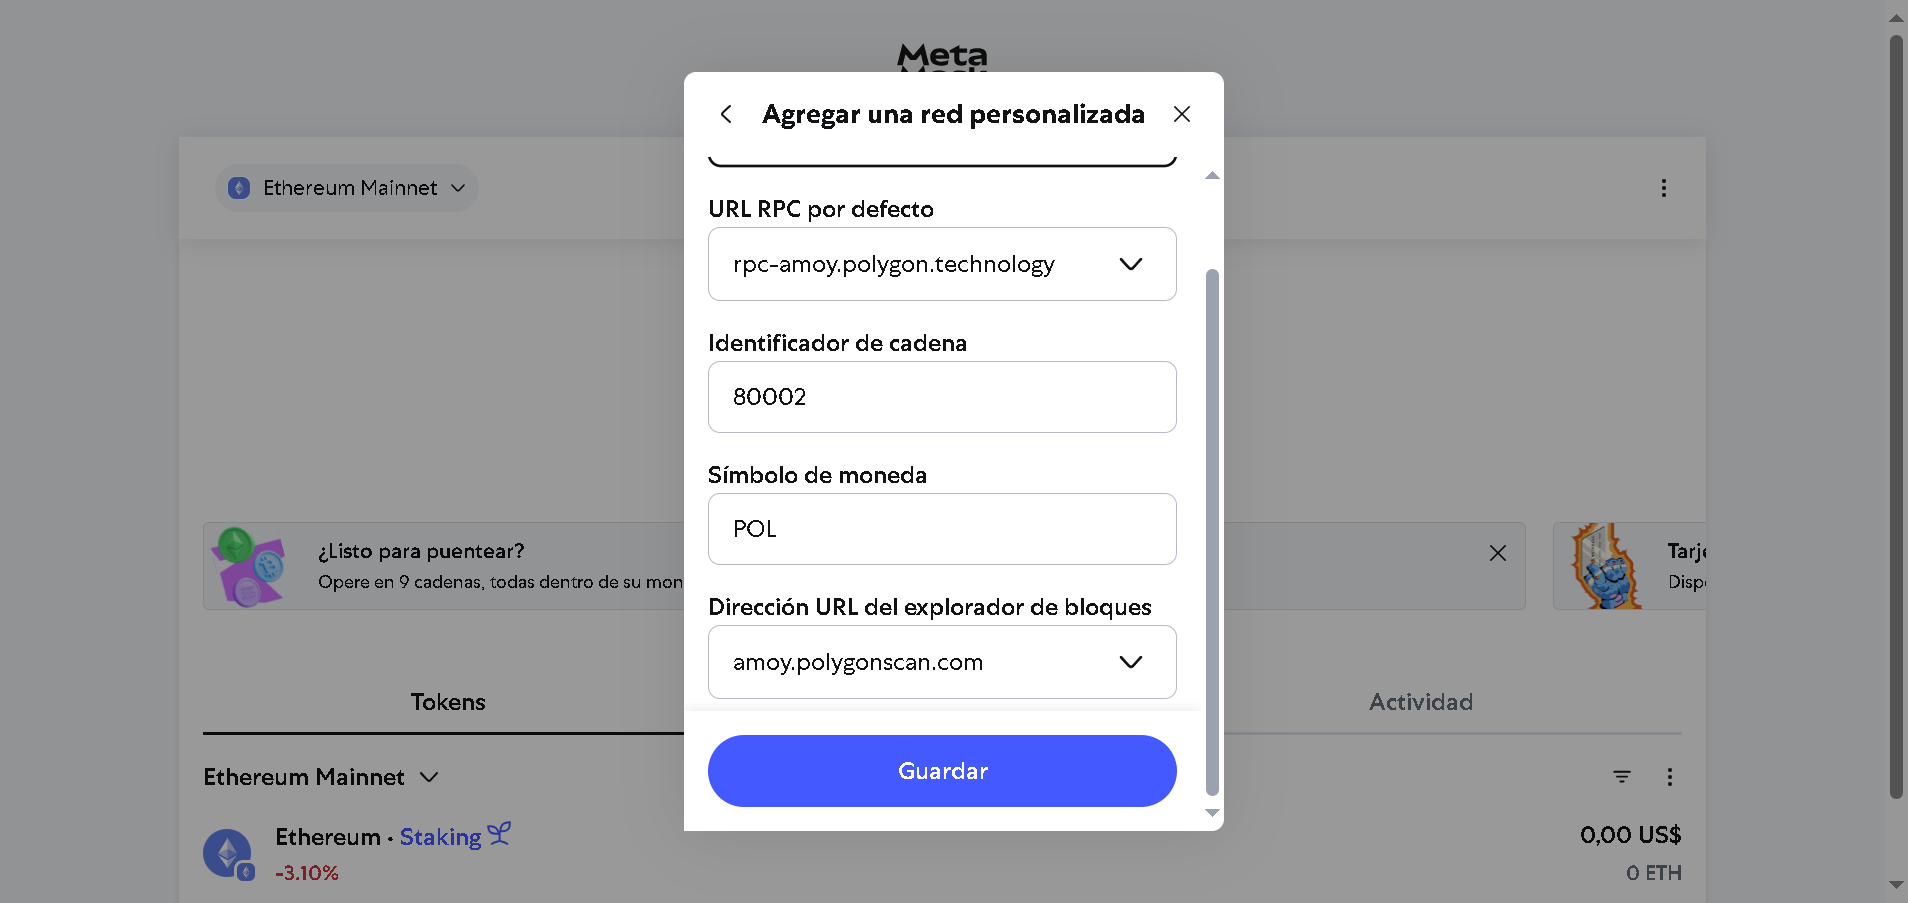 Meta
Agregar una red personalizada
Ethereum Mainnet
URL RPC por defecto
rpc-amoy.polygon.technology
Identificador de cadena
80002
Símbolo de moneda
POL
¿Listo para puentear?
Opere en 9 cadenas, todas dentro de su mon
Tarje
Dispo
Dirección URL del explorador de bloques
amoy.polygonscan.com
Tokens
Actividad
Guardar
Ethereum Mainnet
Ethereum • Staking
0,00 US$
-3.10%
0 ETH